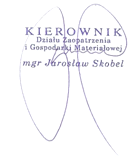 KIEROWNIK
Działu Zaopatrzenia
i Gospodarki Materiałowej
mgr Jarosław Skobel